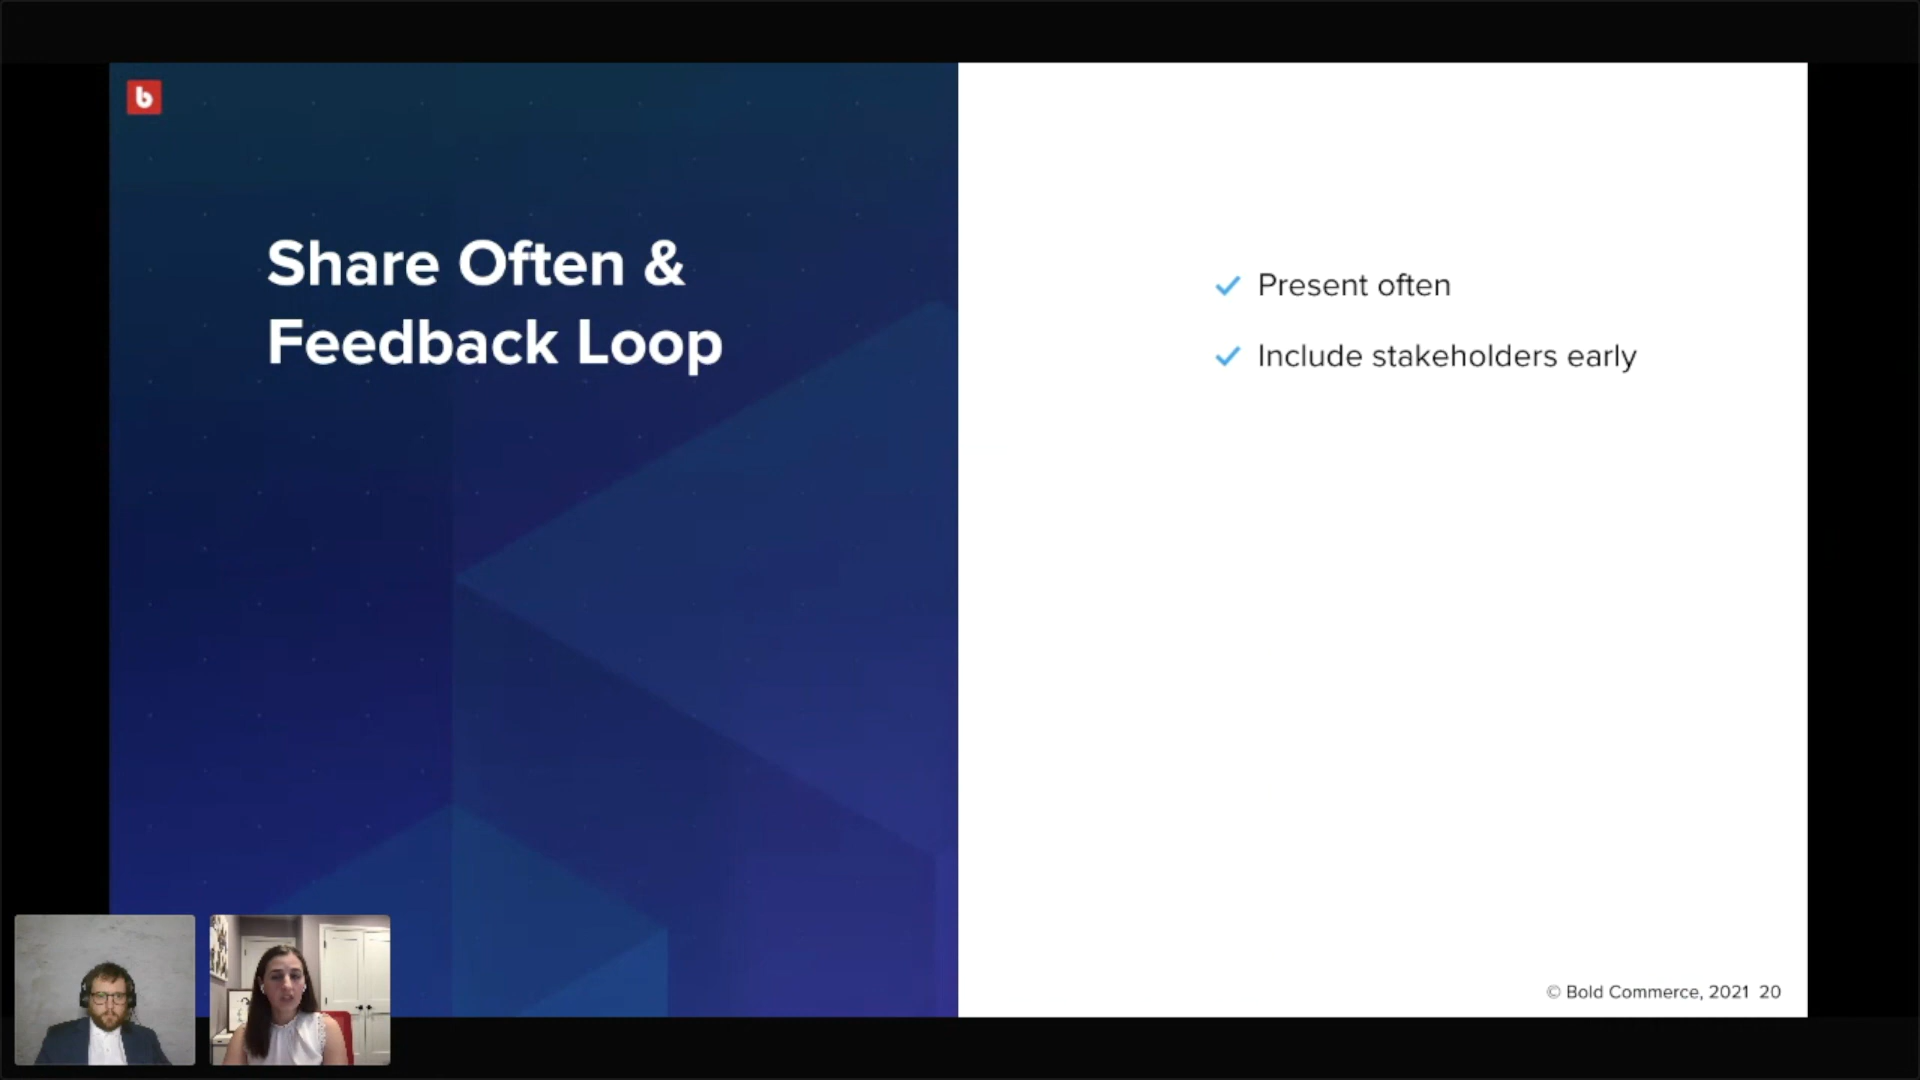 b
Share Often &
Feedback Loop
Present often
Include stakeholders early
© Bold Commerce, 2021 20